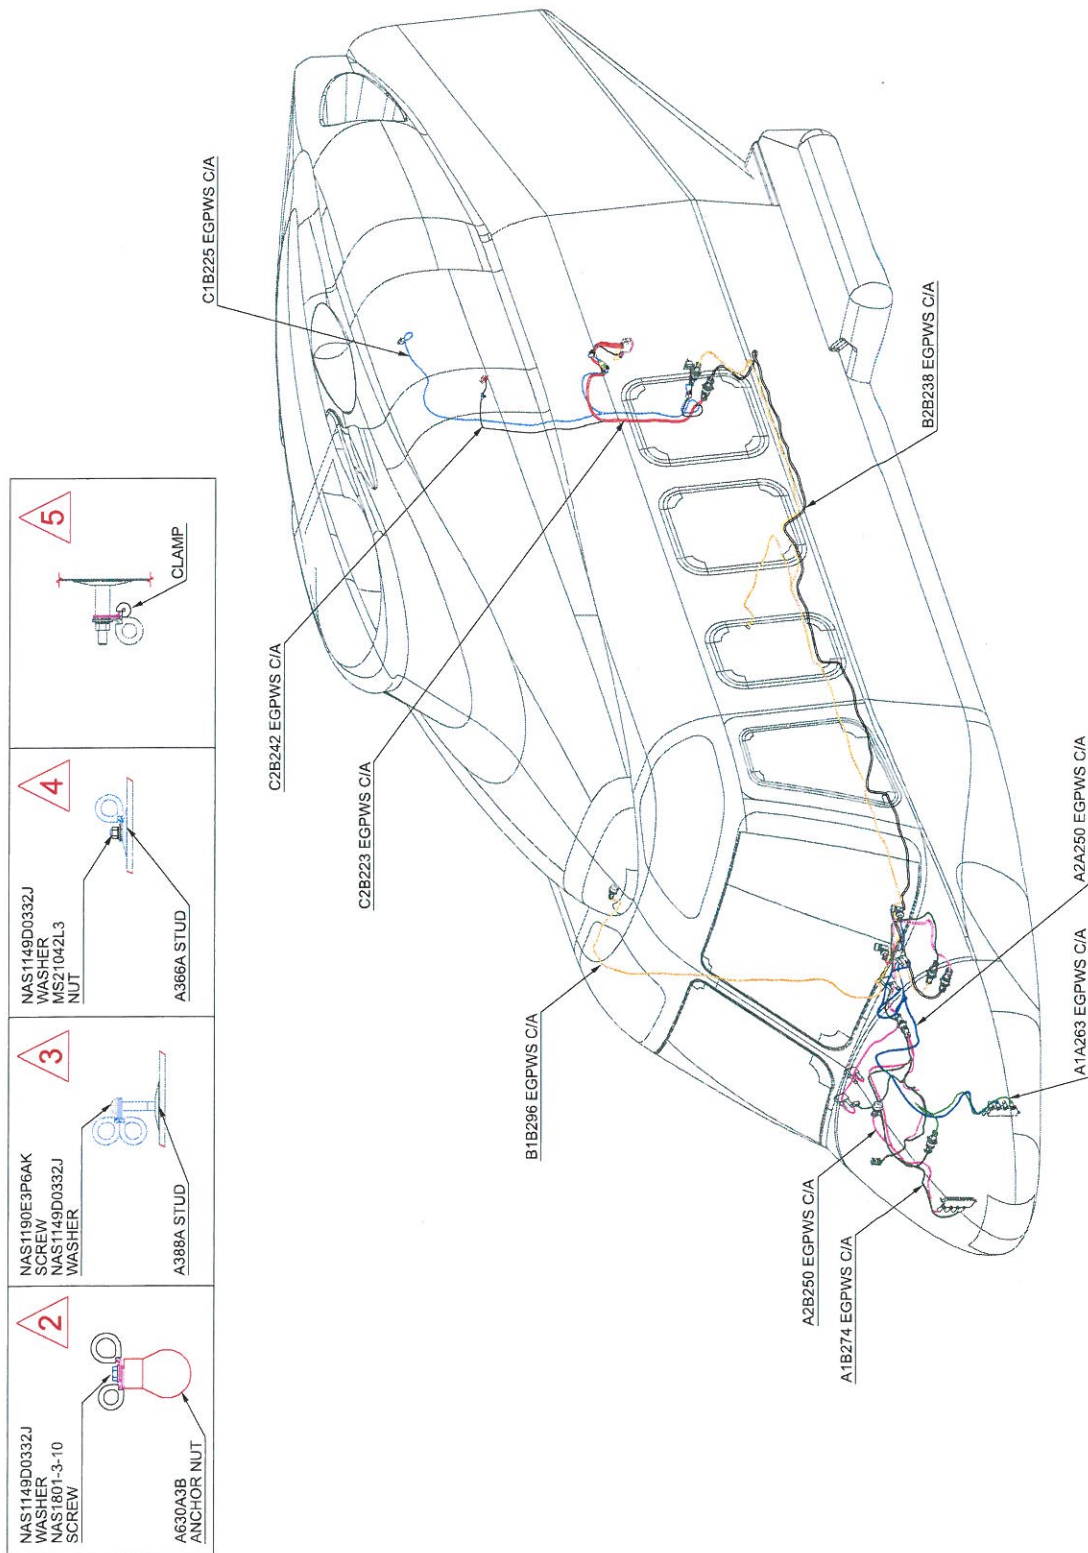 NAS1149D0332J
WASHER
NAS1801-3-10
SCREW
2
A630A3B
ANCHOR NUT
NAS1190E3P6AK
SCREW
NAS1149D0332J
WASHER
3
A388A STUD
NAS1149D0332J
WASHER
MS21042L3
NUT
4
A366A STUD
5
CLAMP
C1B225 EGPWS C/A
C2B242 EGPWS C/A
C2B223 EGPWS C/A
B1B296 EGPWS C/A
A2B250 EGPWS C/A
A1B274 EGPWS C/A
B2B238 EGPWS C/A
A2A250 EGPWS C/A
A1A263 EGPWS C/A